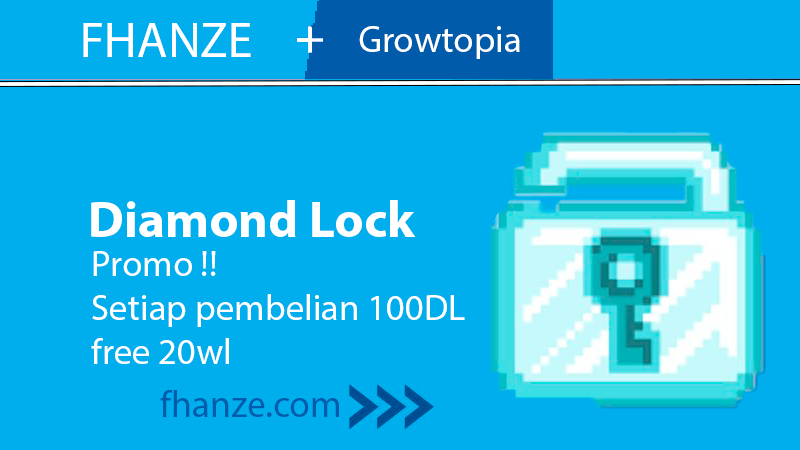 FHANZE + Growtopia
Diamond Lock
Promo !!
Setiap pembelian 100DL
free 20wl
fhanze.com